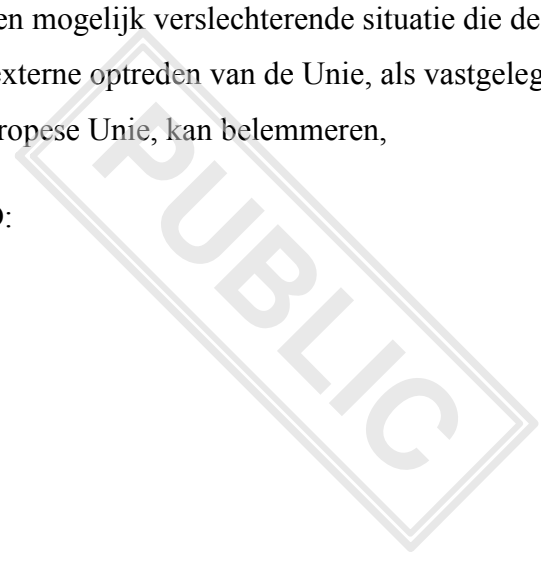 en mogelijk verslechterende situatie die de
externe optreden van de Unie, als vastgeleg
ropese Unie, kan belemmeren,
:
PUBLIC